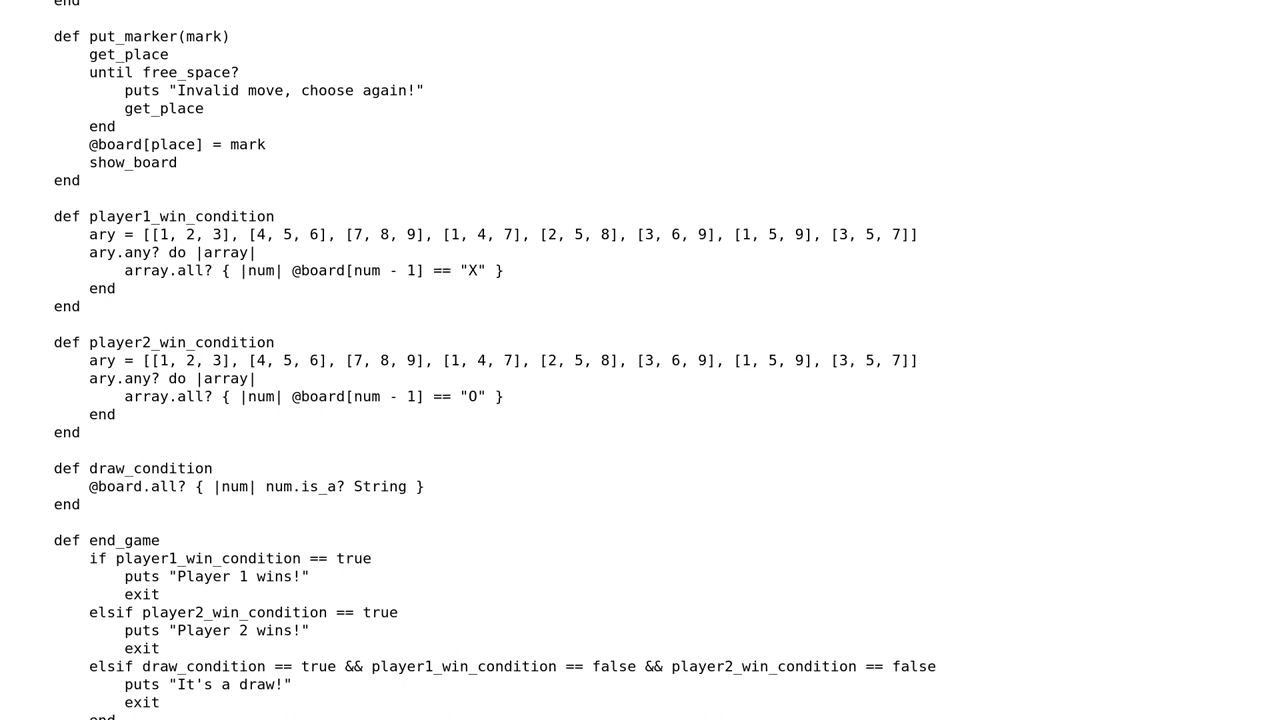 end
def put_marker(mark)
get_place
until free_space?
puts "Invalid move, choose again!"
get_place
end
@board[place] = mark
show_board
end
def player1_win_condition
ary = [[1, 2, 3], [4, 5, 6], [7, 8, 9], [1, 4, 7], [2, 5, 8], [3, 6, 9], [1, 5, 9], [3, 5, 7]]
ary.any? do |array|
array.all? { |num| @board[num - 1] == "X" }
end
end
def player2_win_condition
ary = [[1, 2, 3], [4, 5, 6], [7, 8, 9], [1, 4, 7], [2, 5, 8], [3, 6, 9], [1, 5, 9], [3, 5, 7]]
ary.any? do |array|
array.all? { |num| @board[num - 1] == "O" }
end
end
def draw_condition
@board.all? { |num| num.is_a? String }
end
def end_game
if player1_win_condition == true
puts "Player 1 wins!"
exit
elsif player2_win_condition == true
puts "Player 2 wins!"
exit
elsif draw_condition == true && player1_win_condition == false && player2_win_condition == false
puts "It's a draw!"
exit
end